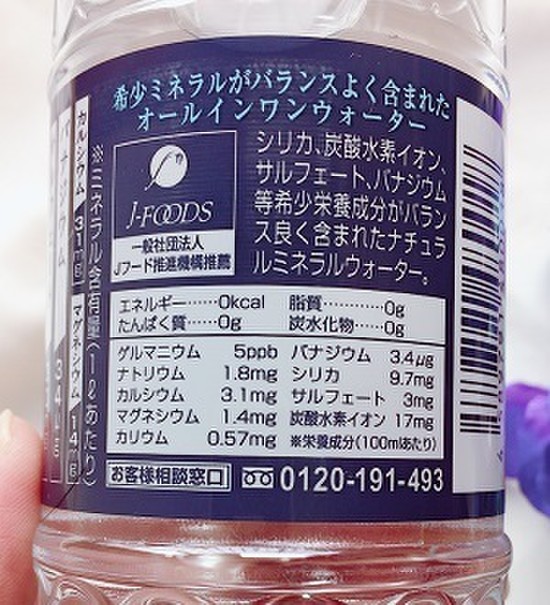 希少ミネラルがバランスよく含まれた
オールインワンウォーター
シリカ、炭酸水素イオン、
サルフェート、バナジウム
等希少栄養成分がバラン
ス良く含まれたナチュラ
ルミネラルウォーター。
J-FOODS
一般社団法人
Jフード推進機構推薦
エネルギー……0kcal 脂質…………0g
たんぱく質……0g 炭水化物……0g
ゲルマニウム 5ppb バナジウム 3.4μg
ナトリウム 1.8mg シリカ 9.7mg
カルシウム 3.1mg サルフェート 3mg
マグネシウム 1.4mg 炭酸水素イオン 17mg
カリウム 0.57mg ※栄養成分(100mlあたり)
お客様相談窓口 0120-191-493
※ミネラル含有量(1ℓあたり)
カルシウム 31mg マグネシウム 14mg
バナジウム 34μg